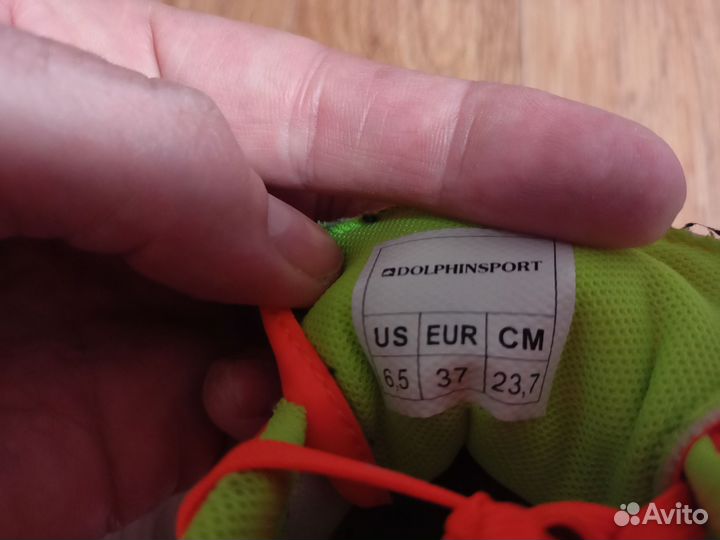 DOLPHINSPORT
US EUR CM
6,5 37 23,7
Avito